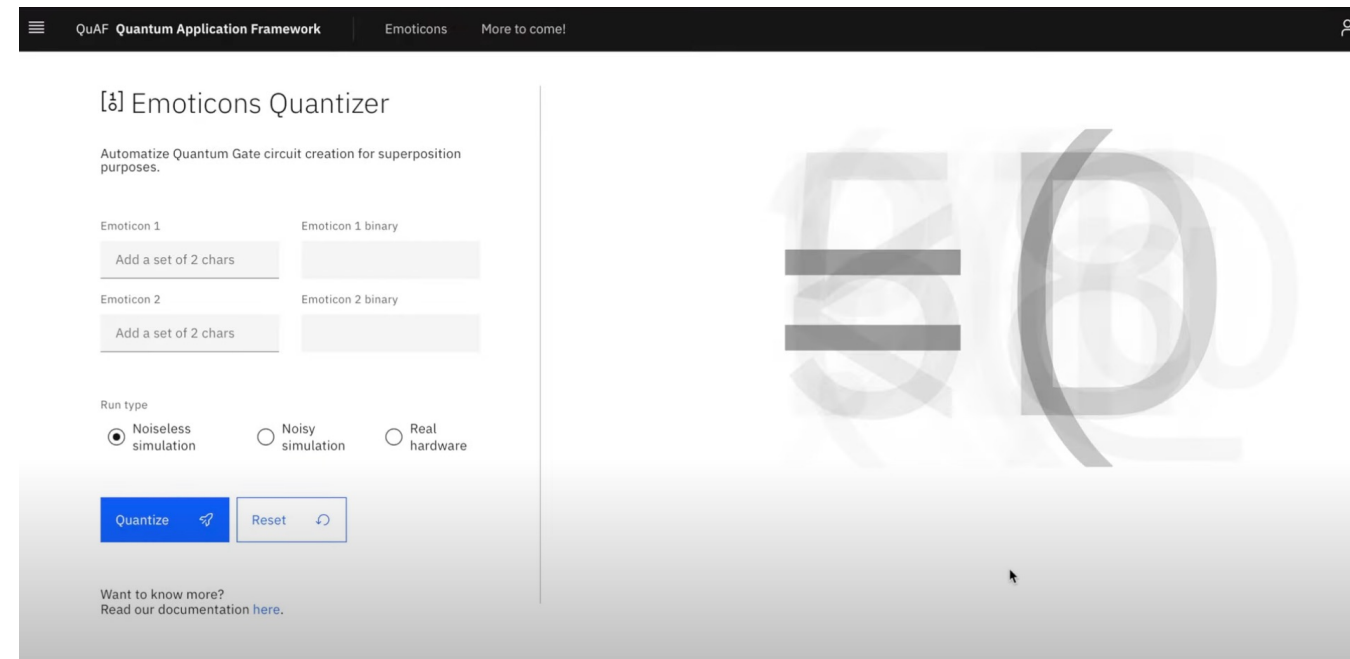 QuAF Quantum Application Framework
Emoticons
More to come!
Emoticons Quantizer
Automatize Quantum Gate circuit creation for superposition
purposes.
Emoticon 1
Emoticon 1 binary
Add a set of 2 chars
Emoticon 2
Emoticon 2 binary
Add a set of 2 chars
Run type
Noiseless
simulation
Noisy
simulation
Real
hardware
Quantize
Reset
Want to know more?
Read our documentation here.